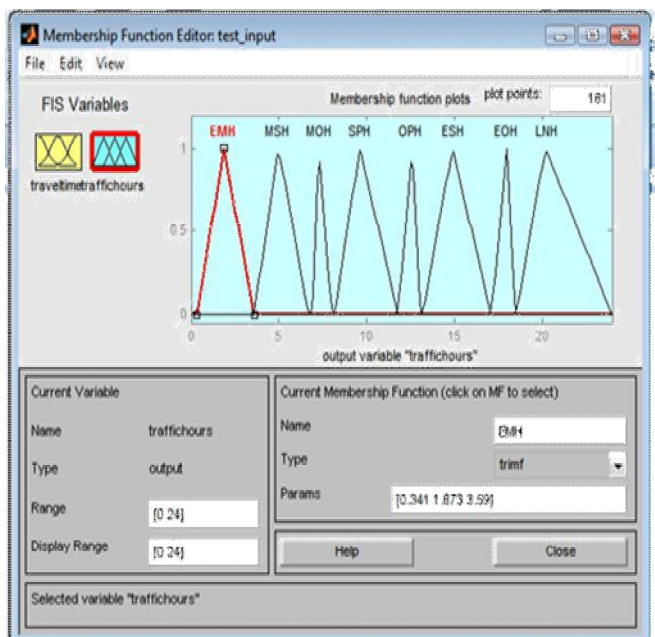 Membership Function Editor: test_input
File Edit View
FIS Variables
Membership function plots plot points: 181
traveltime traffichours
EMH MSH MOH SPH OPH ESH EOH LNH
1
0.5
0
0 5 10 15 20
output variable "traffichours"
Current Variable
Name traffichours
Type output
Range [0 24]
Display Range [0 24]
Current Membership Function (click on MF to select)
Name EMH
Type trimf
Params [0.341 1.873 3.59]
Help Close
Selected variable "traffichours"